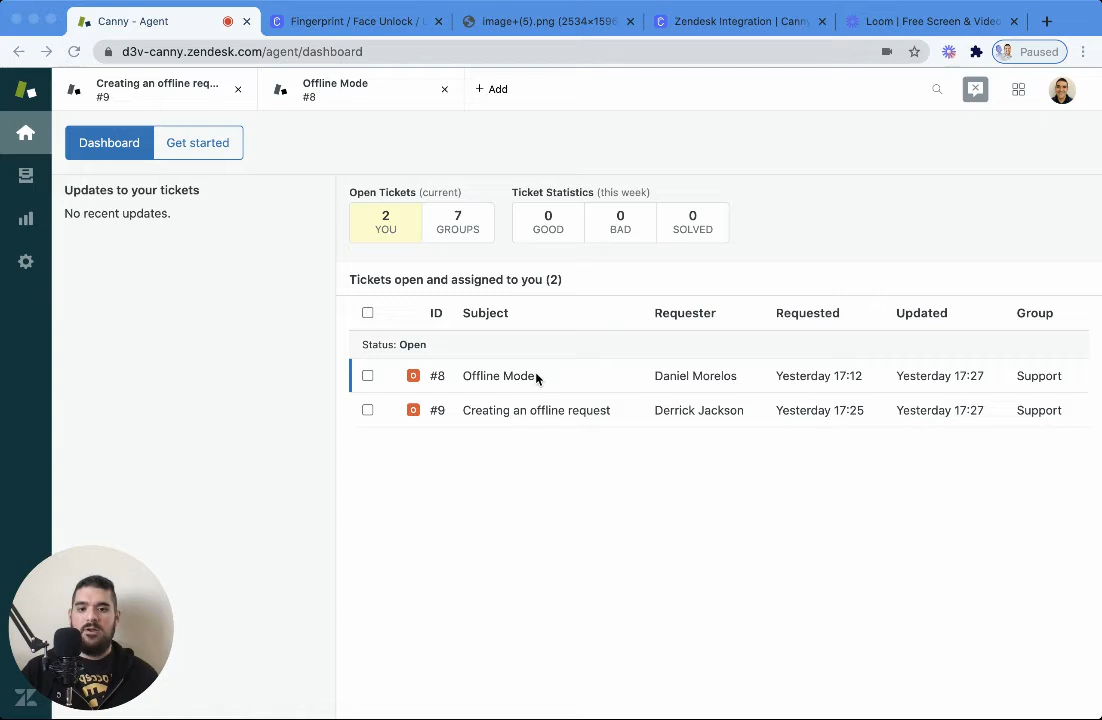 Canny - Agent
Fingerprint / Face Unlock / L
image+(5).png (2534×1596
Zendesk Integration | Canny
Loom | Free Screen & Video
d3v-canny.zendesk.com/agent/dashboard
Paused
Creating an offline req...
#9
Offline Mode
#8
+ Add
Dashboard
Get started
Updates to your tickets
No recent updates.
Open Tickets (current)
2
YOU
7
GROUPS
Ticket Statistics (this week)
0
GOOD
0
BAD
0
SOLVED
Tickets open and assigned to you (2)
ID Subject Requester Requested Updated Group
Status: Open
O #8 Offline Mode Daniel Morelos Yesterday 17:12 Yesterday 17:27 Support
O #9 Creating an offline request Derrick Jackson Yesterday 17:25 Yesterday 17:27 Support